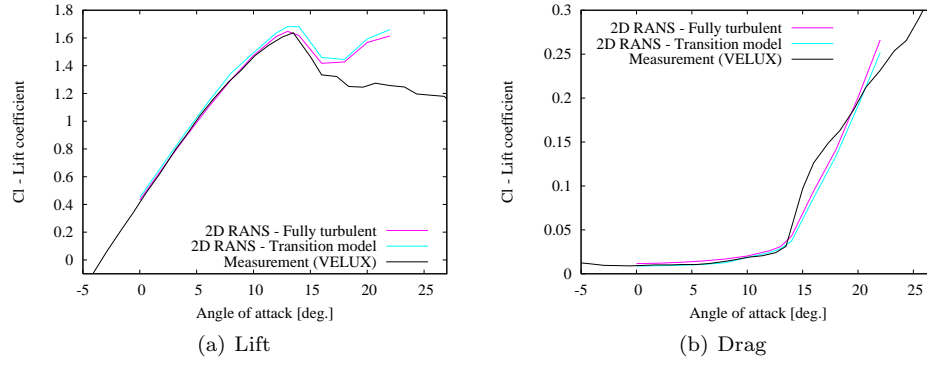 1.8
1.6
1.4
1.2
1
0.8
0.6
0.4
0.2
0
Cl - Lift coefficient
2D RANS - Fully turbulent
2D RANS - Transition model
Measurement (VELUX)
-5 0 5 10 15 20 25
Angle of attack [deg.]
(a) Lift
0.3
0.25
0.2
0.15
0.1
0.05
0
Cl - Lift coefficient
2D RANS - Fully turbulent
2D RANS - Transition model
Measurement (VELUX)
-5 0 5 10 15 20 25
Angle of attack [deg.]
(b) Drag